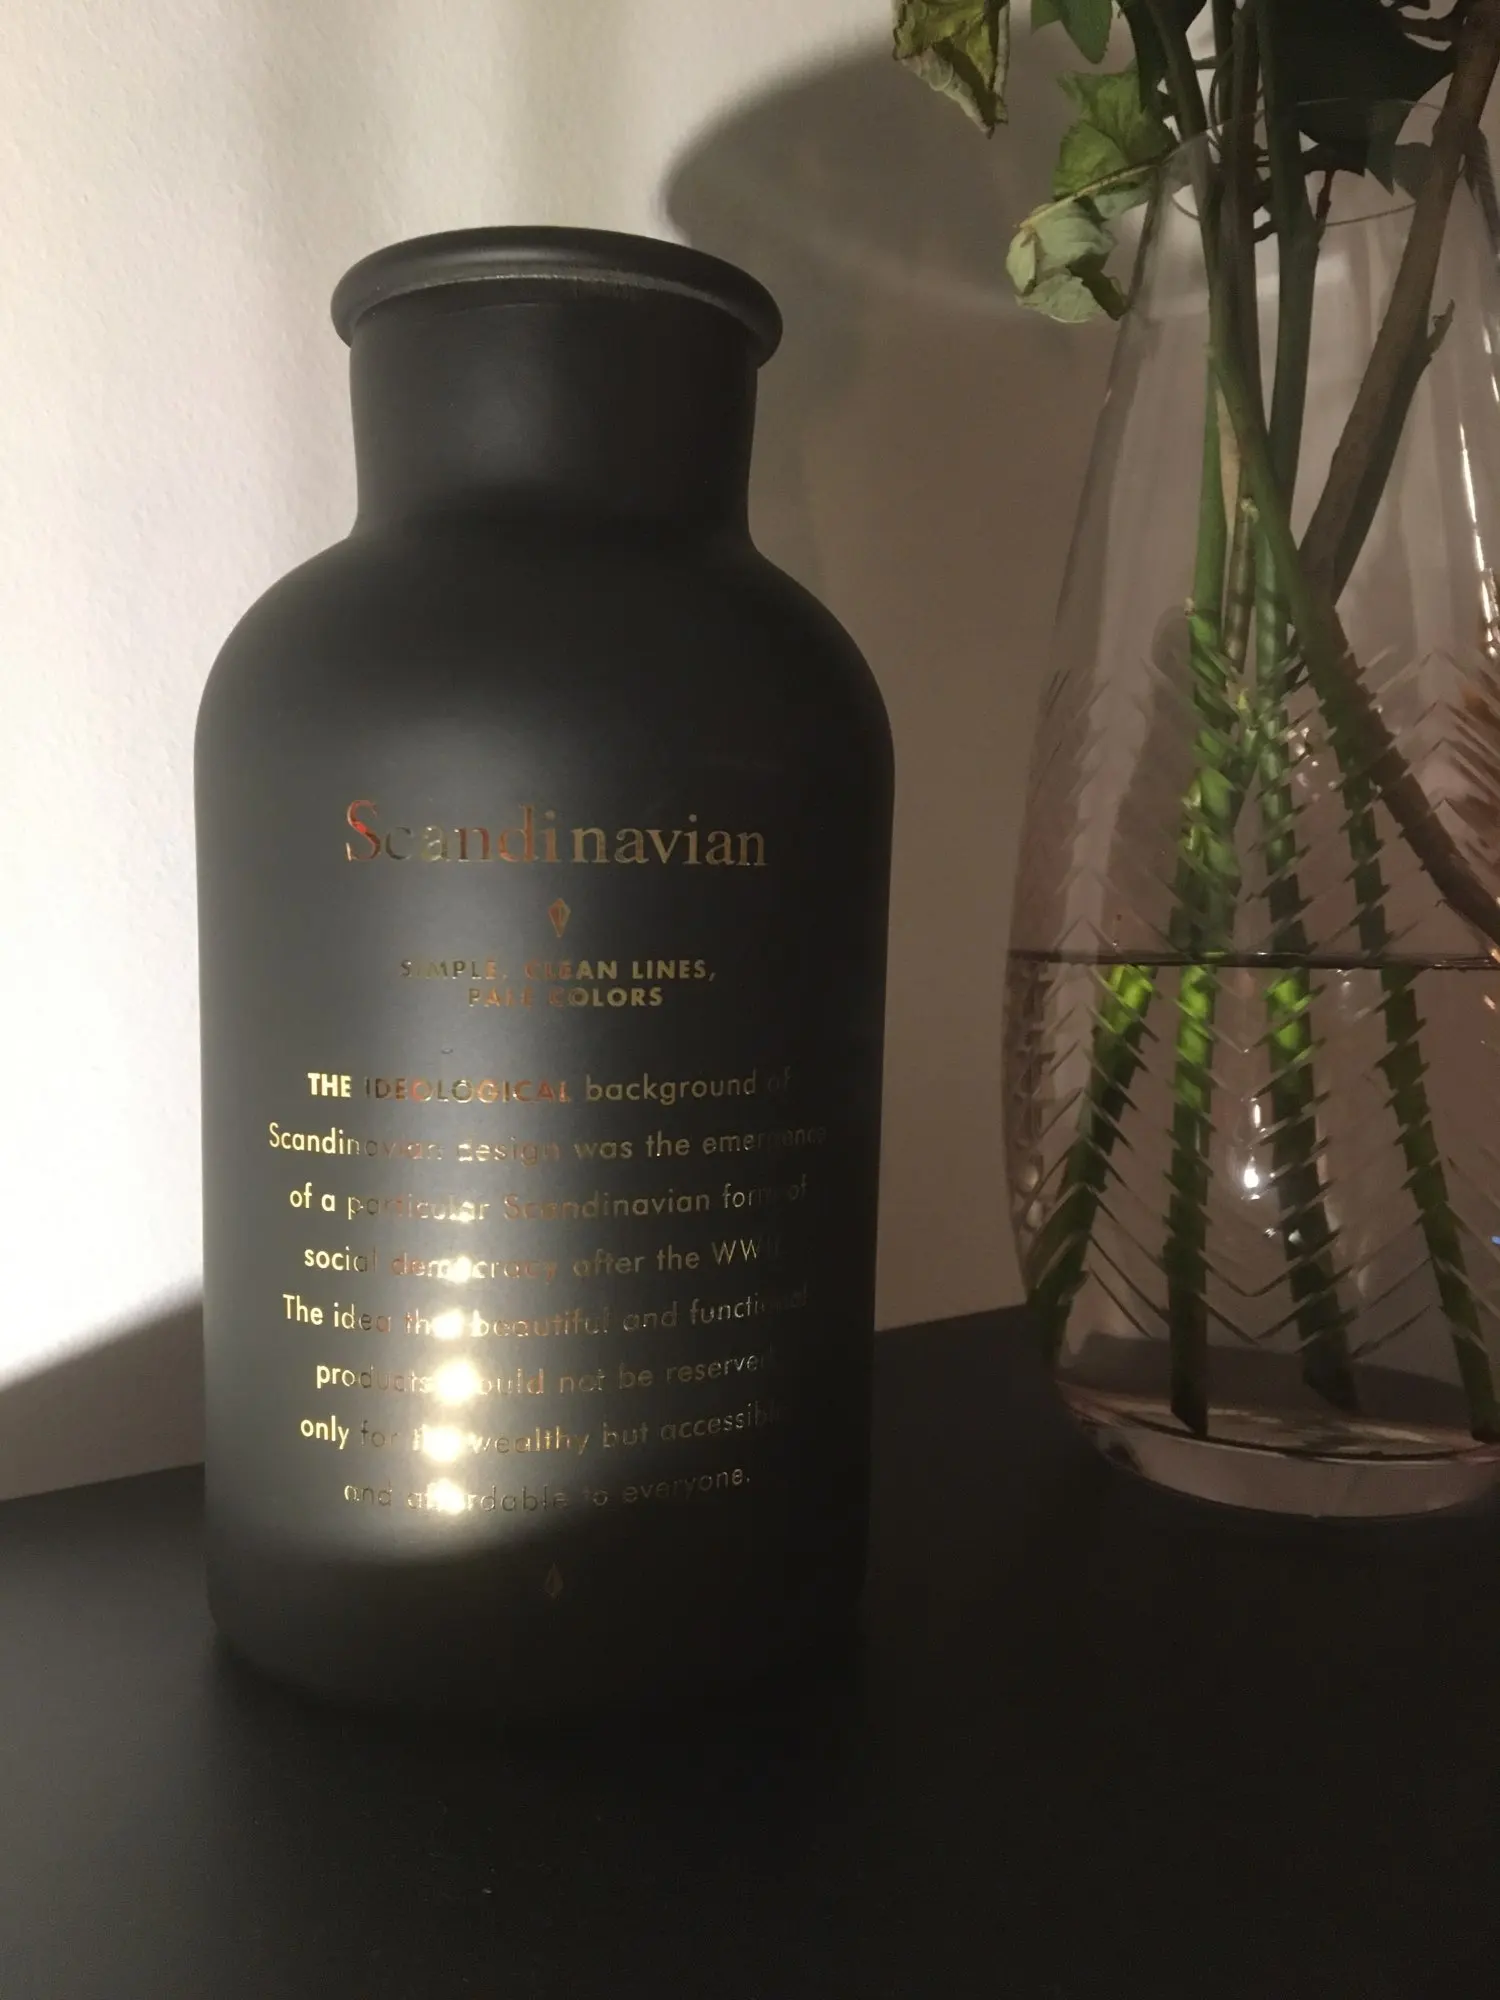 Scandinavian
SIMPLE, CLEAN LINES,
PALE COLORS
THE IDEOLOGICAL background of
Scandinavian design was the emergence
of a particular Scandinavian form of
social democracy after the WWII.
The idea that beautiful and functional
products should not be reserved
only for the wealthy but accessible
and affordable to everyone.